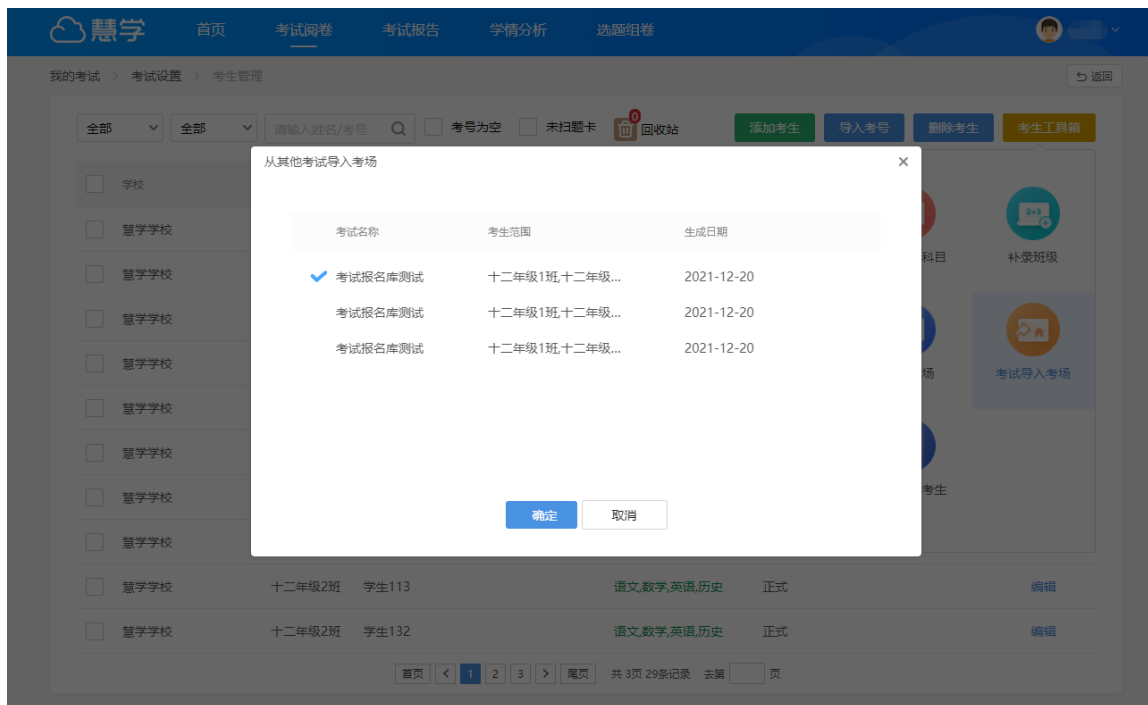 慧学 首页 考试阅卷 考试报告 学情分析 选题组卷
我的考试 > 考试设置 > 考生管理 返回
全部 全部 请输入姓名/考号 考号为空 未扫题卡 0 回收站 添加考生 导入考号 删除考生 考生工具箱
从其他考试导入考场 ×
学校
考试名称 考生范围 生成日期
2+3
慧学学校 科目 补录班级
慧学学校 考试报名库测试 十二年级1班,十二年级... 2021-12-20
慧学学校 考试报名库测试 十二年级1班,十二年级... 2021-12-20
慧学学校 考试报名库测试 十二年级1班,十二年级... 2021-12-20
场 考试导入考场
慧学学校
慧学学校
慧学学校 考生
确定 取消
慧学学校
慧学学校 十二年级2班 学生113 语文,数学,英语,历史 正式 编辑
慧学学校 十二年级2班 学生132 语文,数学,英语,历史 正式 编辑
首页 < 1 2 3 > 尾页 共 3页 29条记录 去第 页